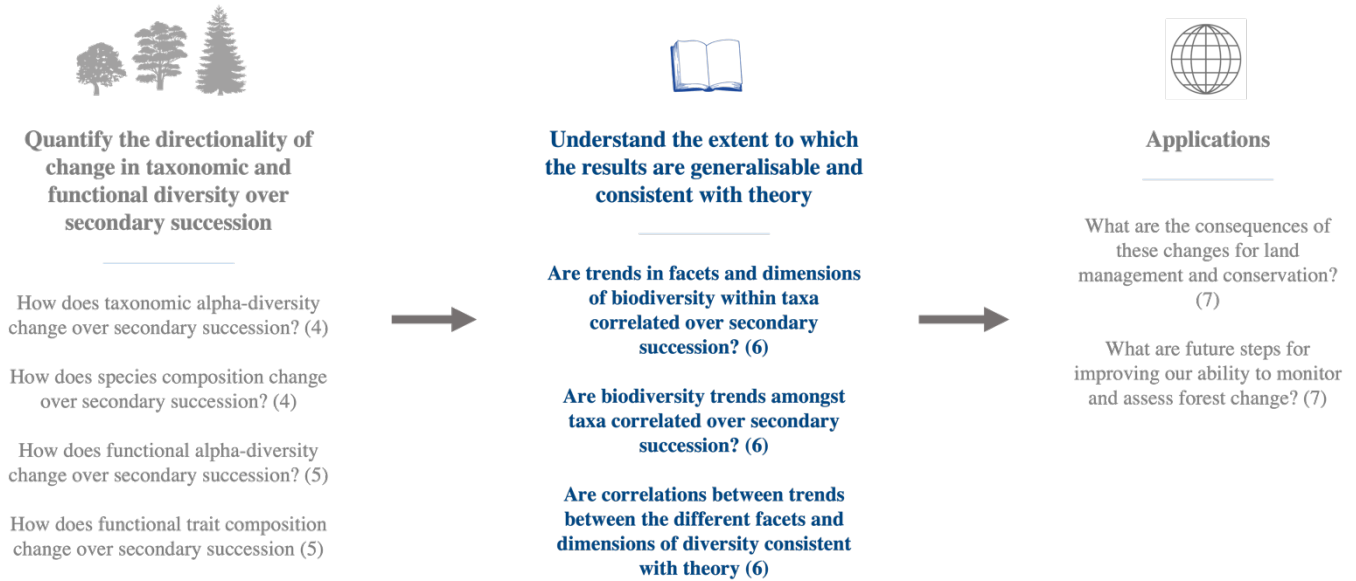 Quantify the directionality of
change in taxonomic and
functional diversity over
secondary succession
How does taxonomic alpha-diversity
change over secondary succession? (4)
How does species composition change
over secondary succession? (4)
How does functional alpha-diversity
change over secondary succession? (5)
How does functional trait composition
change over secondary succession (5)
Understand the extent to which
the results are generalisable and
consistent with theory
Are trends in facets and dimensions
of biodiversity within taxa
correlated over secondary
succession? (6)
Are biodiversity trends amongst
taxa correlated over secondary
succession? (6)
Are correlations between trends
between the different facets and
dimensions of diversity consistent
with theory (6)
Applications
What are the consequences of
these changes for land
management and conservation?
(7)
What are future steps for
improving our ability to monitor
and assess forest change? (7)